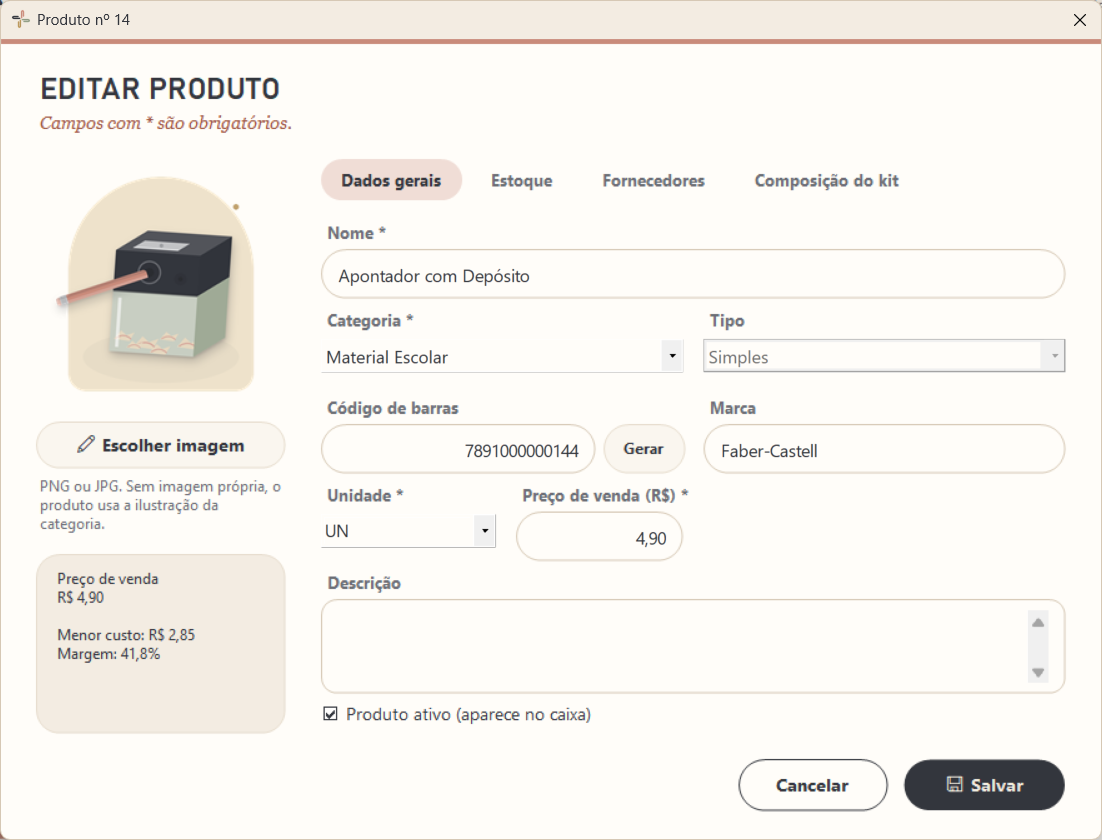 Produto nº 14
EDITAR PRODUTO
Campos com * são obrigatórios.
Escolher imagem
PNG ou JPG. Sem imagem própria, o
produto usa a ilustração da
categoria.
Preço de venda
R$ 4,90
Menor custo: R$ 2,85
Margem: 41,8%
Dados gerais Estoque Fornecedores Composição do kit
Nome *
Apontador com Depósito
Categoria * Tipo
Material Escolar Simples
Código de barras Marca
7891000000144 Gerar Faber-Castell
Unidade * Preço de venda (R$) *
UN 4,90
Descrição
Produto ativo (aparece no caixa)
Cancelar Salvar